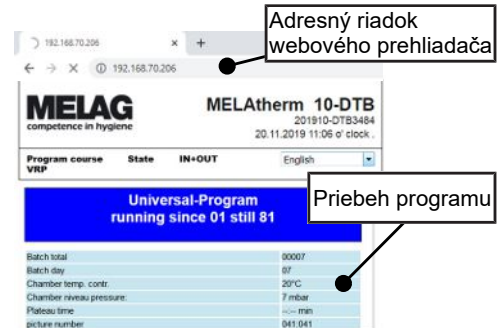 Adresný riadok
webového prehliadača
192.168.70.206
192.168.70.206
MELAG
competence in hygiene
MELAtherm 10-DTB
201910-DTB3484
20.11.2019 11:06 o' clock .
Program course State IN+OUT English
VRP
Universal-Program
running since 01 still 81
Priebeh programu
Batch total 00007
Batch day 07
Chamber temp. contr. 20°C
Chamber niveau pressure: 7 mbar
Plateau time --:-- min
picture number 041:041